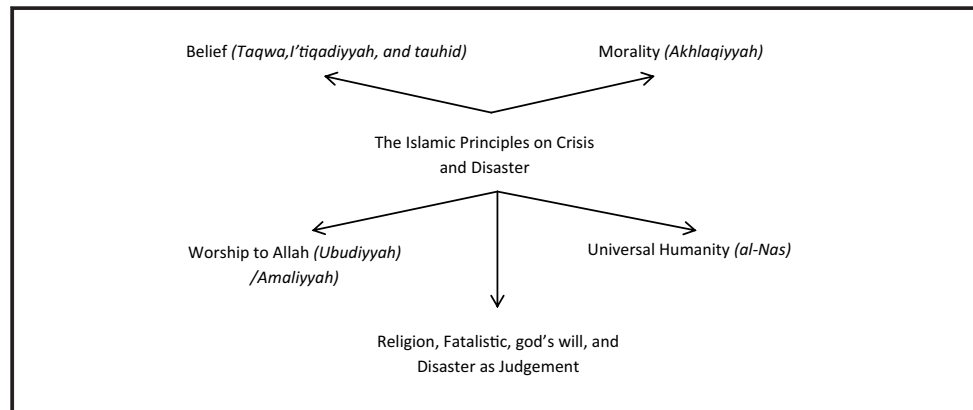 Belief (Taqwa,I'tiqadiyyah, and tauhid)
Morality (Akhlaqiyyah)
The Islamic Principles on Crisis
and Disaster
Worship to Allah (Ubudiyyah)
/Amaliyyah)
Universal Humanity (al-Nas)
Religion, Fatalistic, god's will, and
Disaster as Judgement